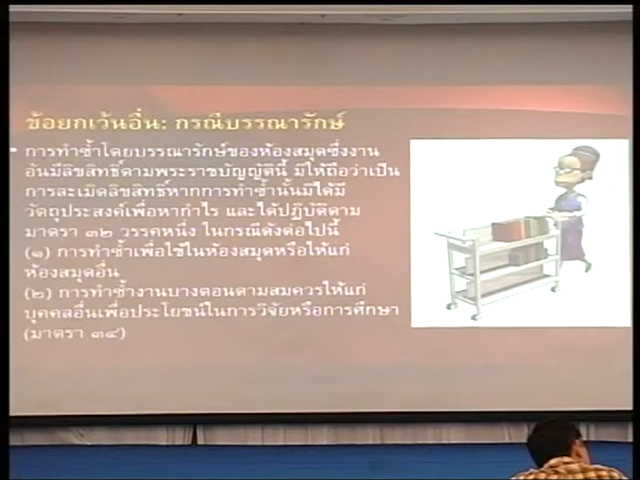 ข้อยกเว้นอื่น: กรณีบรรณารักษ์
การทำซ้ำโดยบรรณารักษ์ของห้องสมุดซึ่งงาน
อันมีลิขสิทธิ์ตามพระราชบัญญัตินี้ มิให้ถือว่าเป็น
การละเมิดลิขสิทธิ์หากการทำซ้ำนั้นมิได้มี
วัตถุประสงค์เพื่อหากำไร และได้ปฏิบัติตาม
มาตรา ๓๒ วรรคหนึ่ง ในกรณีดังต่อไปนี้
(๑) การทำซ้ำเพื่อใช้ในห้องสมุดหรือให้แก่
ห้องสมุดอื่น
(๒) การทำซ้ำงานบางตอนตามสมควรให้แก่
บุคคลอื่นเพื่อประโยชน์ในการวิจัยหรือการศึกษา
(มาตรา ๓๔)